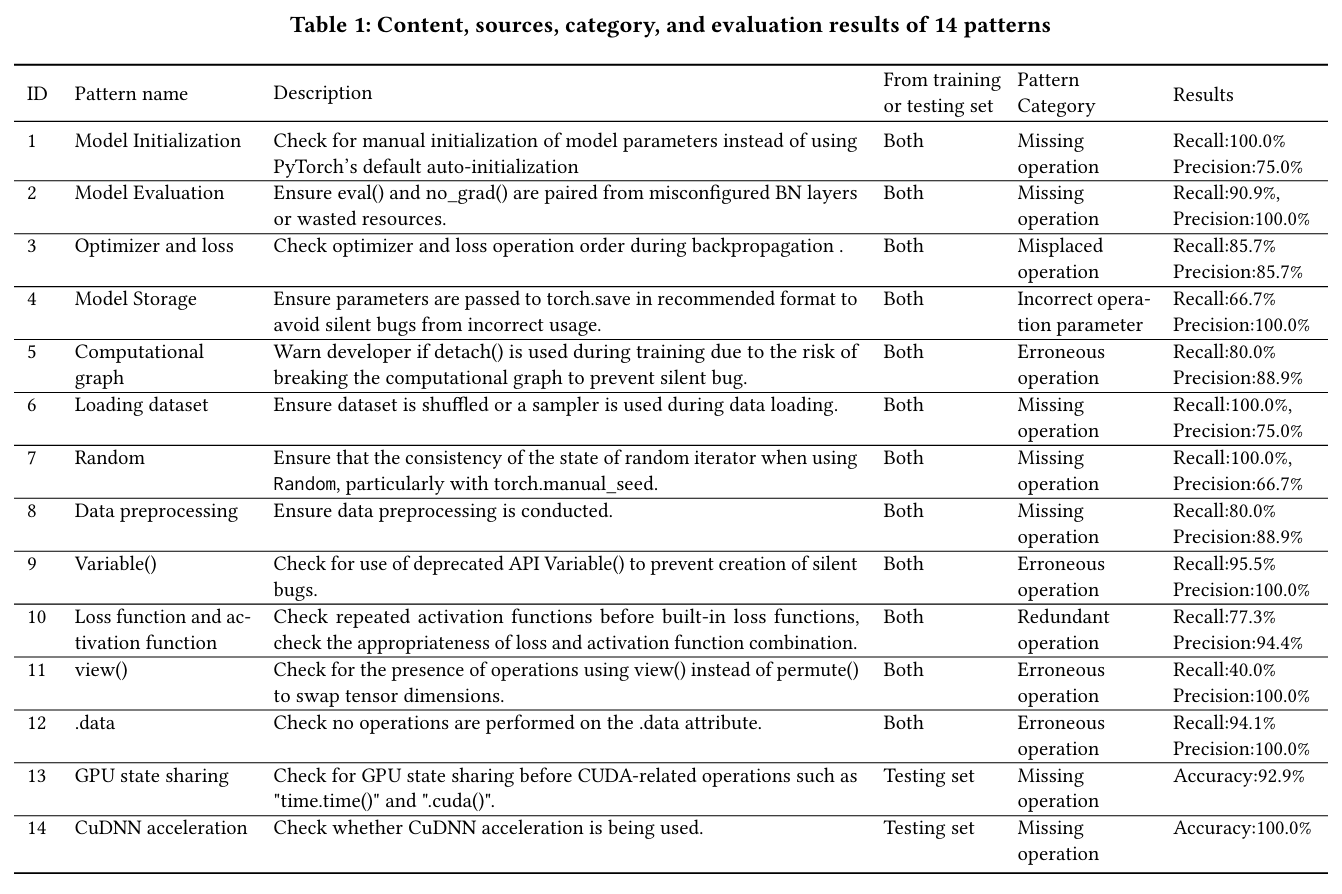 Table 1: Content, sources, category, and evaluation results of 14 patterns
ID Pattern name Description From training or testing set Pattern Category Results
1 Model Initialization Check for manual initialization of model parameters instead of using Both Missing Recall:100.0%
PyTorch's default auto-initialization operation Precision:75.0%
2 Model Evaluation Ensure eval() and no_grad() are paired from misconfigured BN layers Both Missing Recall:90.9%,
or wasted resources. operation Precision:100.0%
3 Optimizer and loss Check optimizer and loss operation order during backpropagation . Both Misplaced Recall:85.7%
operation Precision:85.7%
4 Model Storage Ensure parameters are passed to torch.save in recommended format to Both Incorrect opera- Recall:66.7%
avoid silent bugs from incorrect usage. tion parameter Precision:100.0%
5 Computational Warn developer if detach() is used during training due to the risk of Both Erroneous Recall:80.0%
graph breaking the computational graph to prevent silent bug. operation Precision:88.9%
6 Loading dataset Ensure dataset is shuffled or a sampler is used during data loading. Both Missing Recall:100.0%,
operation Precision:75.0%
7 Random Ensure that the consistency of the state of random iterator when using Both Missing Recall:100.0%,
Random, particularly with torch.manual_seed. operation Precision:66.7%
8 Data preprocessing Ensure data preprocessing is conducted. Both Missing Recall:80.0%
operation Precision:88.9%
9 Variable() Check for use of deprecated API Variable() to prevent creation of silent Both Erroneous Recall:95.5%
bugs. operation Precision:100.0%
10 Loss function and ac- Check repeated activation functions before built-in loss functions, Both Redundant Recall:77.3%
tivation function check the appropriateness of loss and activation function combination. operation Precision:94.4%
11 view() Check for the presence of operations using view() instead of permute() Both Erroneous Recall:40.0%
to swap tensor dimensions. operation Precision:100.0%
12 .data Check no operations are performed on the .data attribute. Both Erroneous Recall:94.1%
operation Precision:100.0%
13 GPU state sharing Check for GPU state sharing before CUDA-related operations such as Testing set Missing Accuracy:92.9%
"time.time()" and ".cuda()". operation
14 CuDNN acceleration Check whether CuDNN acceleration is being used. Testing set Missing Accuracy:100.0%
operation